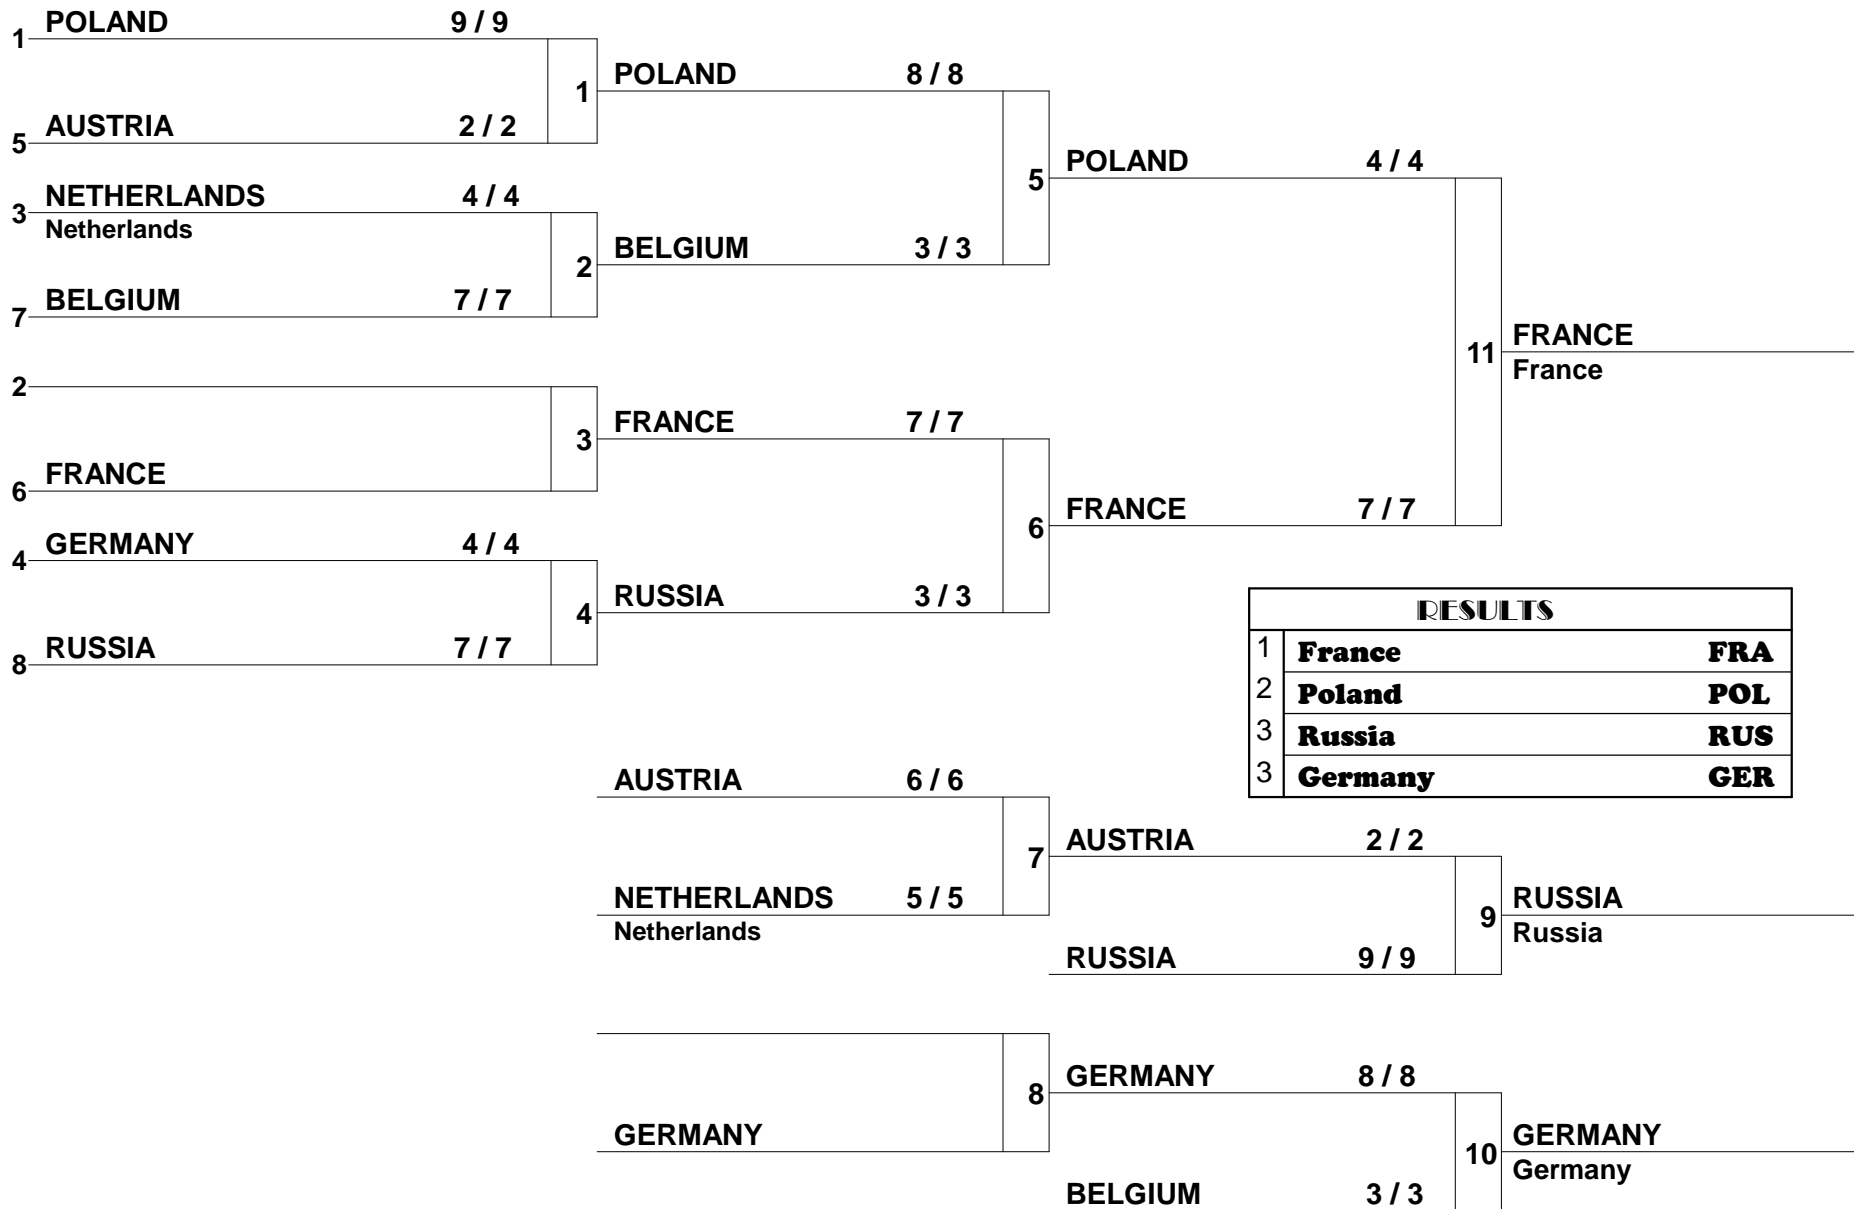 POLAND 9 / 9
1
POLAND 8 / 8
1
AUSTRIA 2 / 2
5
POLAND 4 / 4
5
NETHERLANDS 4 / 4
3
Netherlands
BELGIUM 3 / 3
2
BELGIUM 7 / 7
7
FRANCE
11
France
2
FRANCE 7 / 7
3
FRANCE
6
FRANCE 7 / 7
6
GERMANY 4 / 4
4
RUSSIA 3 / 3
4
RUSSIA 7 / 7
8
RESULTS
1 France FRA
2 Poland POL
3 Russia RUS
3 Germany GER
AUSTRIA 6 / 6
AUSTRIA 2 / 2
7
NETHERLANDS 5 / 5
Netherlands
RUSSIA
9
Russia
RUSSIA 9 / 9
GERMANY 8 / 8
8
GERMANY
GERMANY
10
Germany
BELGIUM 3 / 3